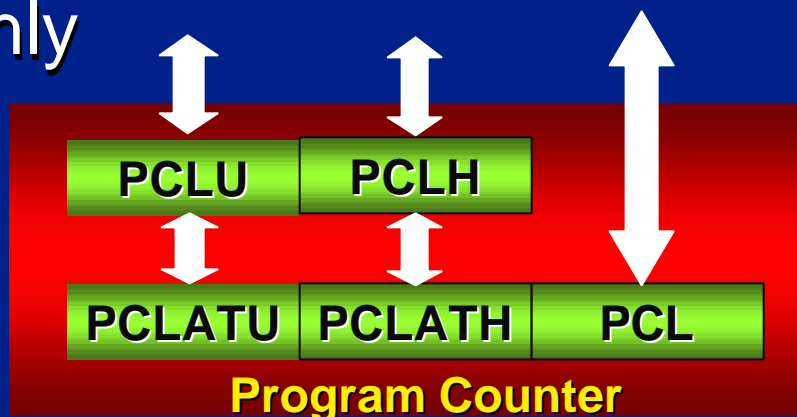 nly
PCLU PCLH
PCLATU PCLATH PCL
Program Counter